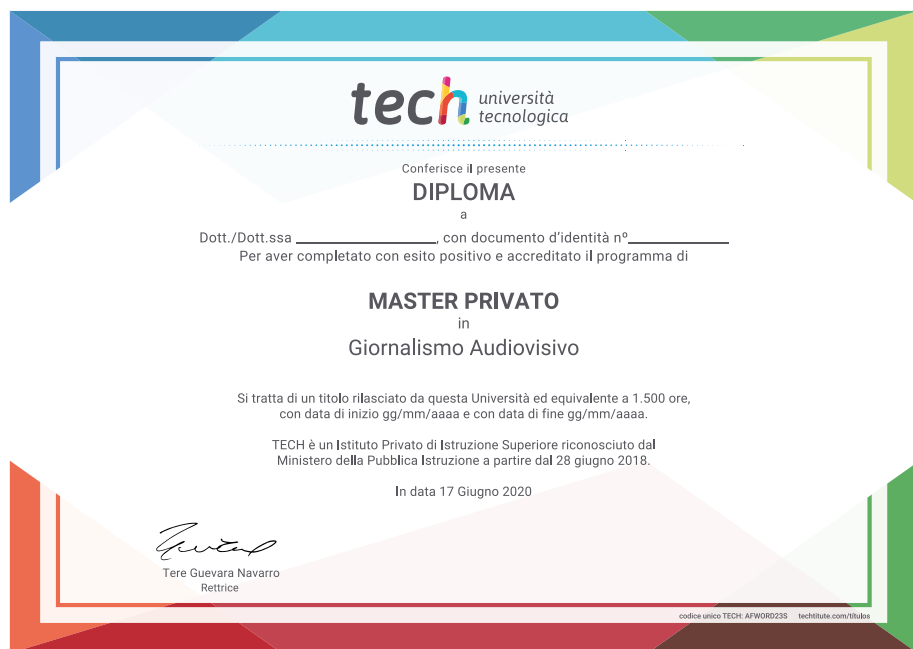 tech università
tecnologica
Conferisce il presente
DIPLOMA
a
Dott./Dott.ssa ________________, con documento d'identità nº____________
Per aver completato con esito positivo e accreditato il programma di
MASTER PRIVATO
in
Giornalismo Audiovisivo
Si tratta di un titolo rilasciato da questa Università ed equivalente a 1.500 ore,
con data di inizio gg/mm/aaaa e con data di fine gg/mm/aaaa.
TECH è un Istituto Privato di Istruzione Superiore riconosciuto dal
Ministero della Pubblica Istruzione a partire dal 28 giugno 2018.
In data 17 Giugno 2020
Tere Guevara Navarro
Rettrice
codice unico TECH: AFWORD23S techtitute.com/titulos